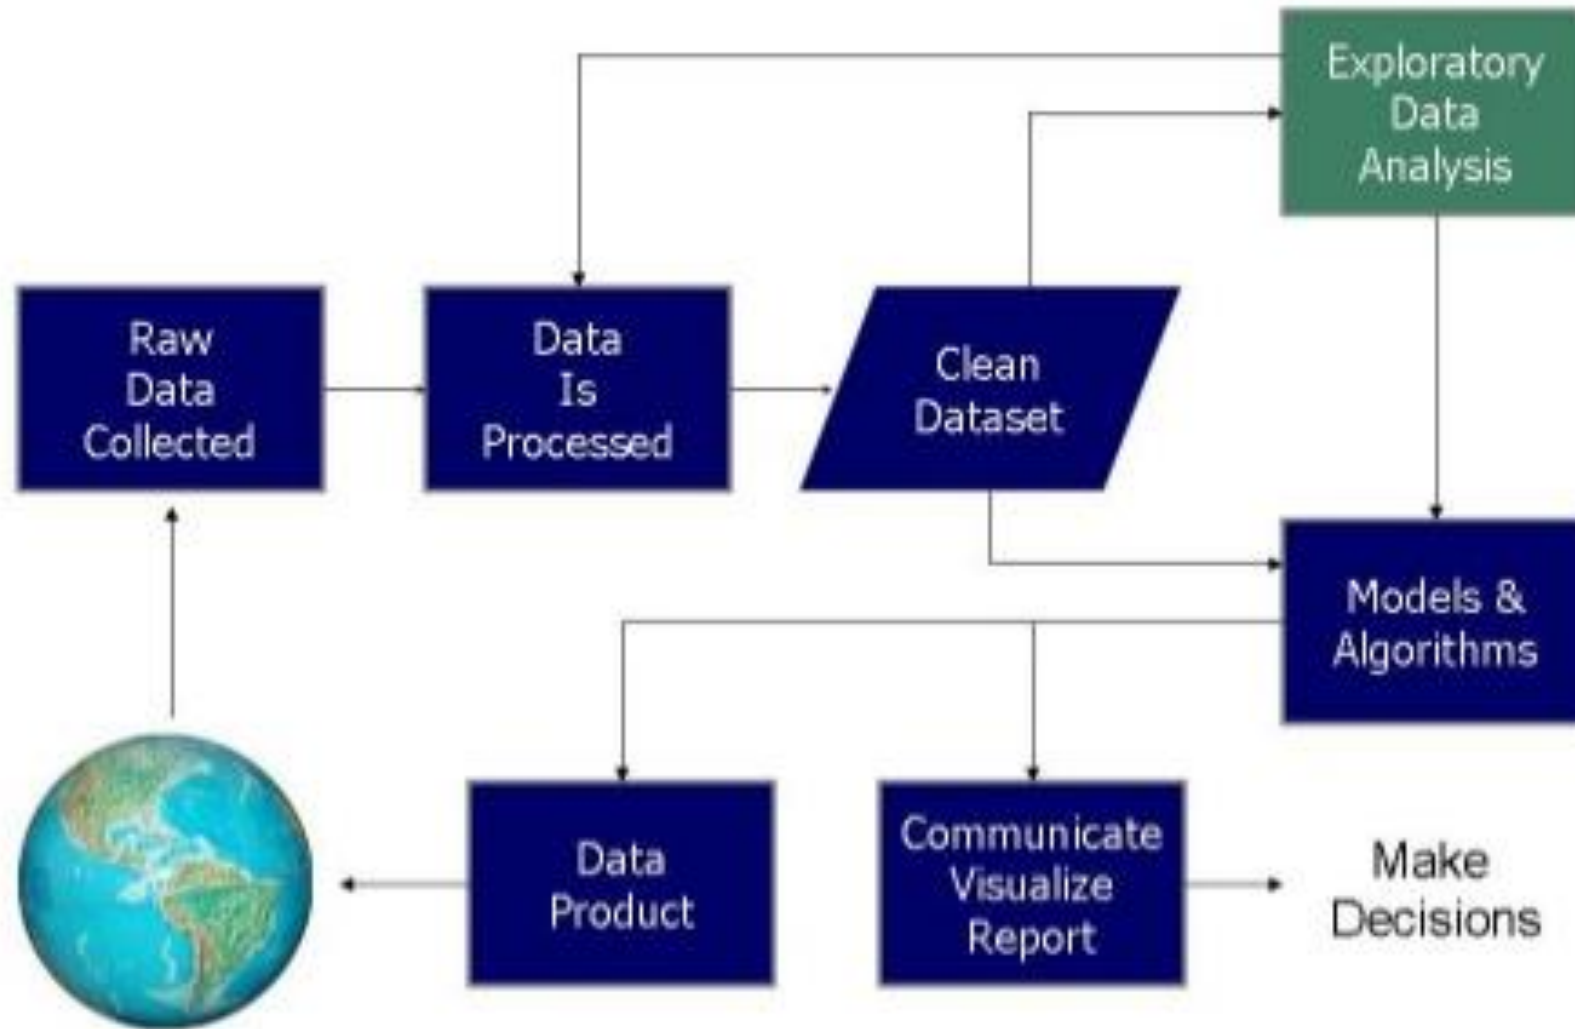 Exploratory
Data
Analysis
Raw
Data
Collected
Data
Is
Processed
Clean
Dataset
Models &
Algorithms
Data
Product
Communicate
Visualize
Report
Make
Decisions